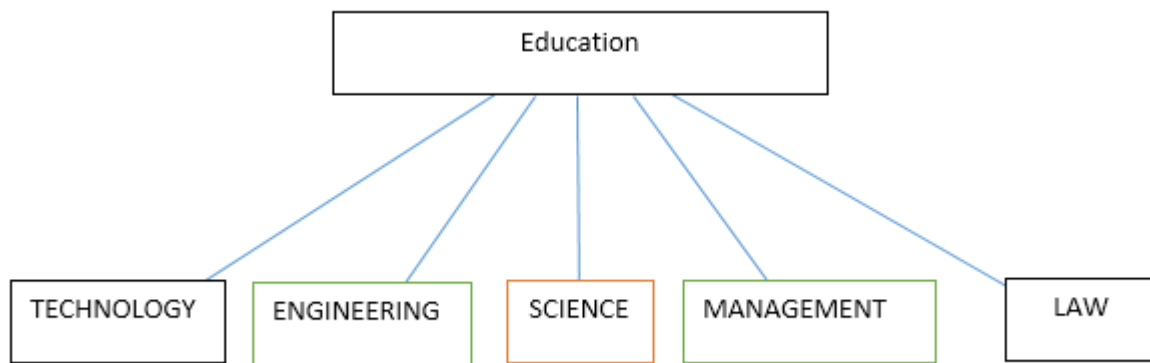 Education
TECHNOLOGY
ENGINEERING
SCIENCE
MANAGEMENT
LAW